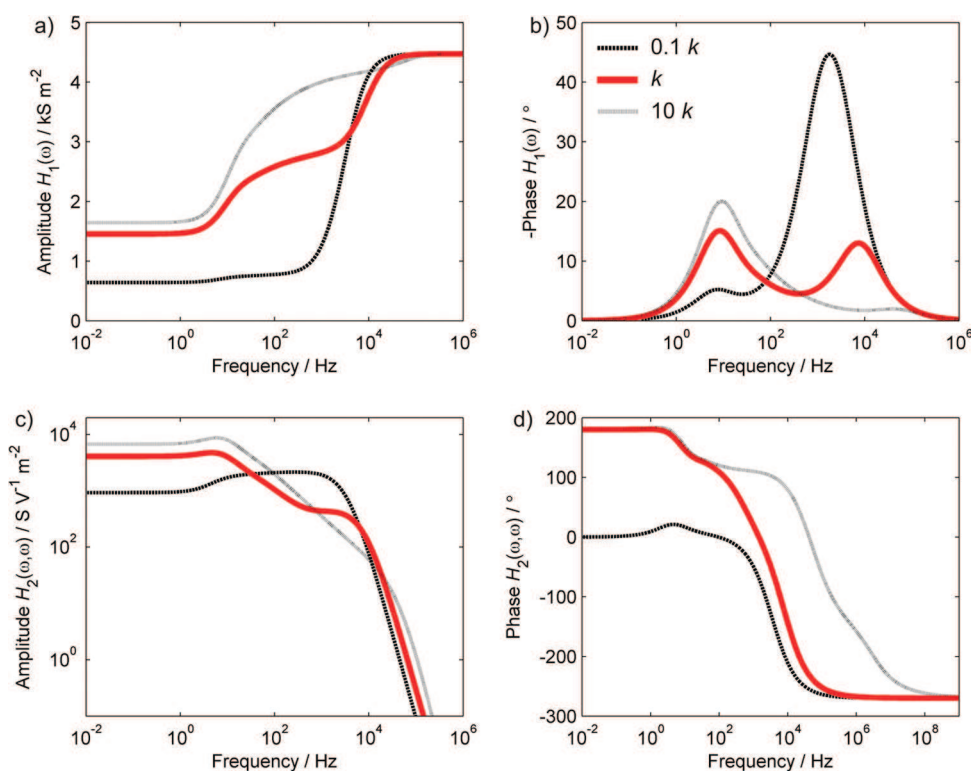 a)
Amplitude H₁(ω) / kS m⁻²
5
4
3
2
1
0
10⁻² 10⁰ 10² 10⁴ 10⁶
Frequency / Hz
b)
-Phase H₁(ω) / °
50
40
30
20
10
0
0.1 k
k
10 k
10⁻² 10⁰ 10² 10⁴ 10⁶
Frequency / Hz
c)
Amplitude H₂(ω,ω) / S V⁻¹ m⁻²
10⁴
10²
10⁰
10⁻² 10⁰ 10² 10⁴ 10⁶
Frequency / Hz
d)
Phase H₂(ω,ω) / °
200
100
0
-100
-200
-300
10⁻² 10⁰ 10² 10⁴ 10⁶ 10⁸
Frequency / Hz